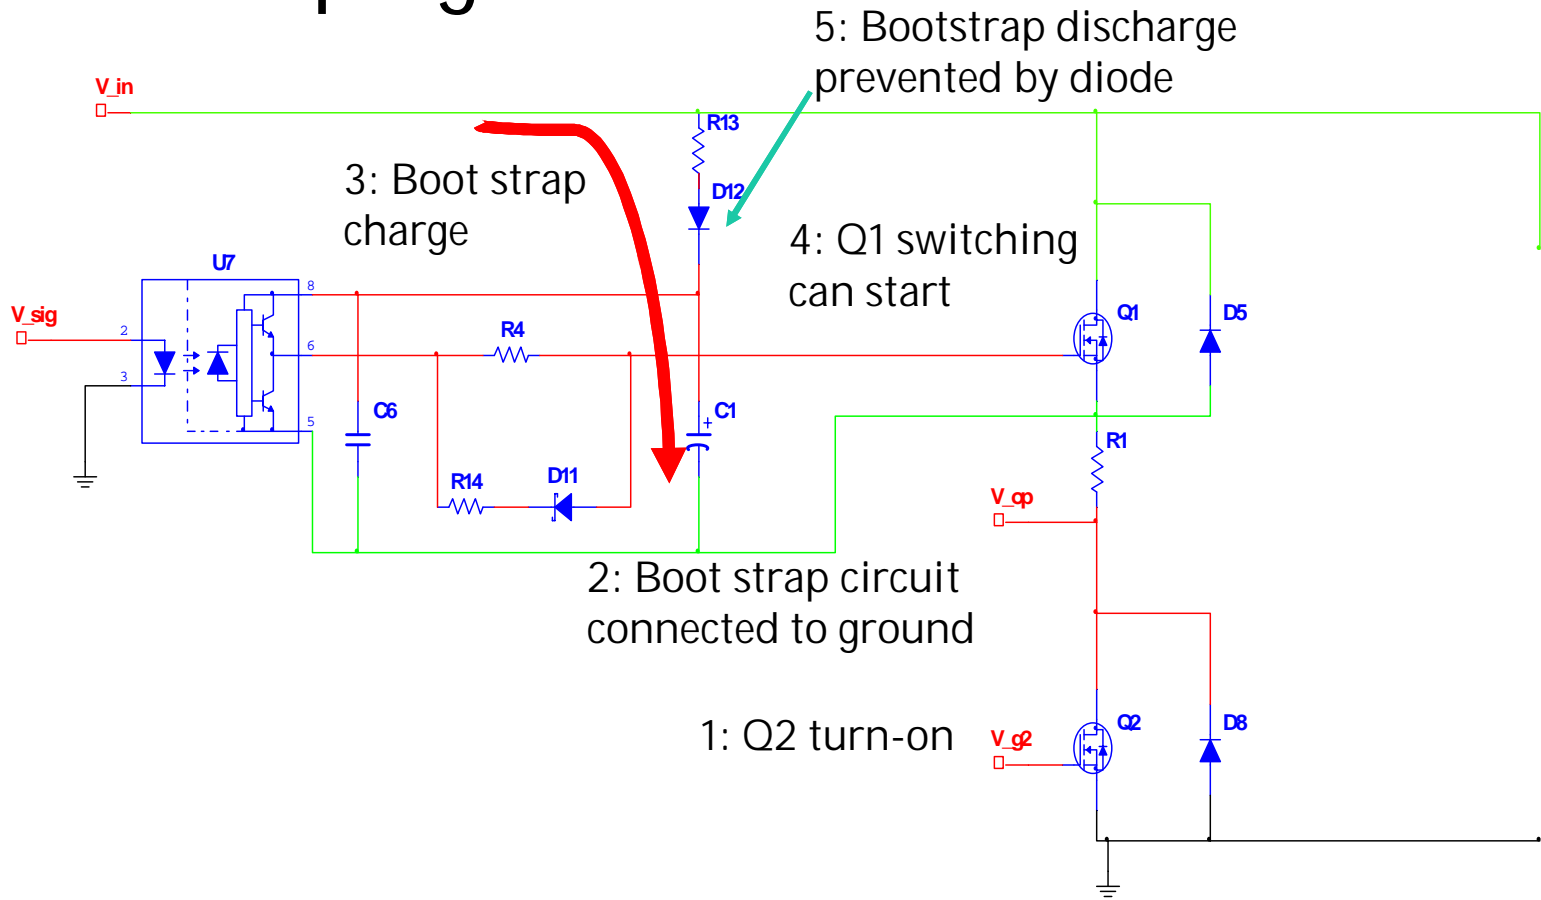 5: Bootstrap discharge
prevented by diode
V_in
R13
3: Boot strap
charge
D12
4: Q1 switching
can start
U7
8
V_sig
2
R4
Q1
D5
6
3
C6
C1
+
5
R1
R14
D11
V_op
2: Boot strap circuit
connected to ground
1: Q2 turn-on
V_g2
Q2
D8